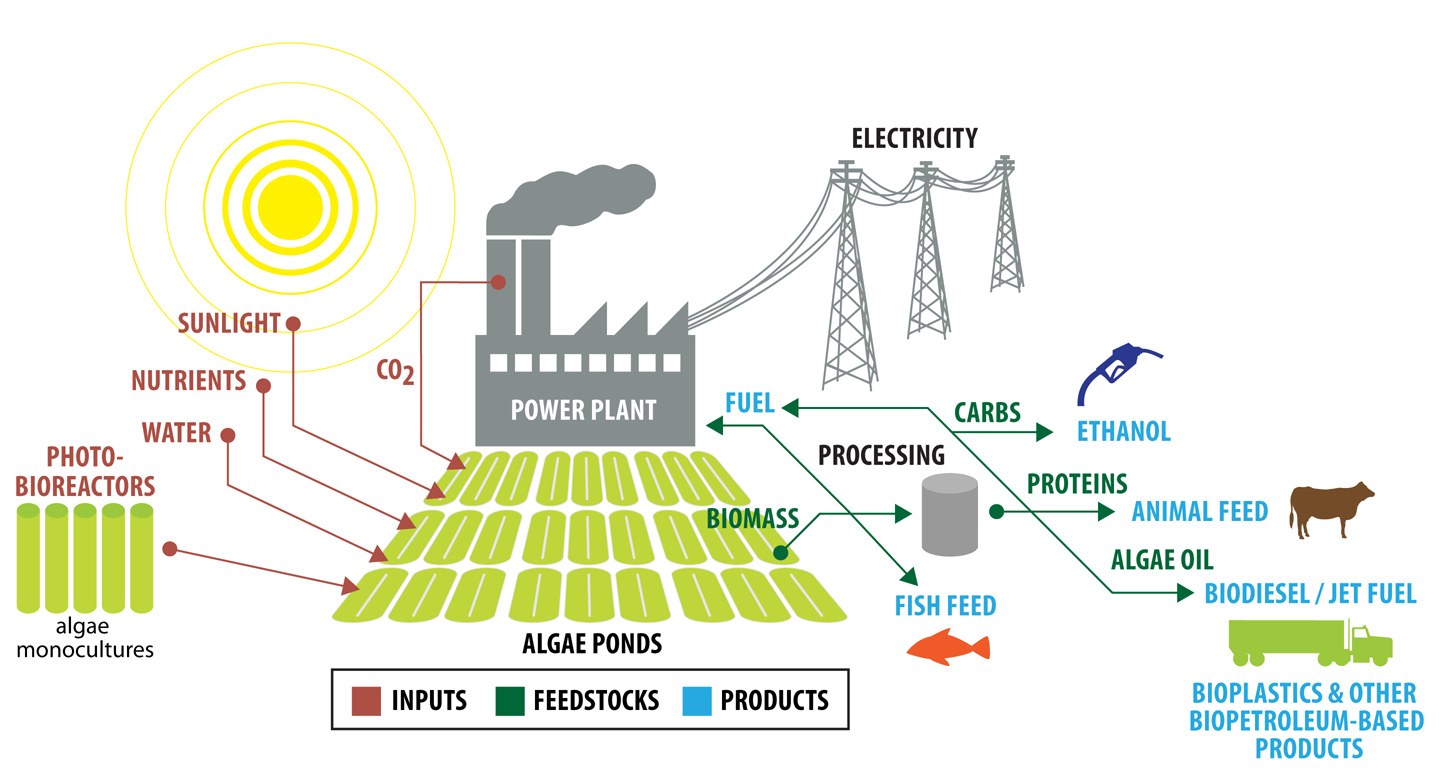 ELECTRICITY
SUNLIGHT
CO2
NUTRIENTS
WATER
POWER PLANT
FUEL
CARBS
ETHANOL
PHOTO-
BIOREACTORS
PROCESSING
PROTEINS
BIOMASS
ANIMAL FEED
ALGAE OIL
FISH FEED
BIODIESEL / JET FUEL
algae
monocultures
ALGAE PONDS
INPUTS
FEEDSTOCKS
PRODUCTS
BIOPLASTICS & OTHER
BIOPETROLEUM-BASED
PRODUCTS